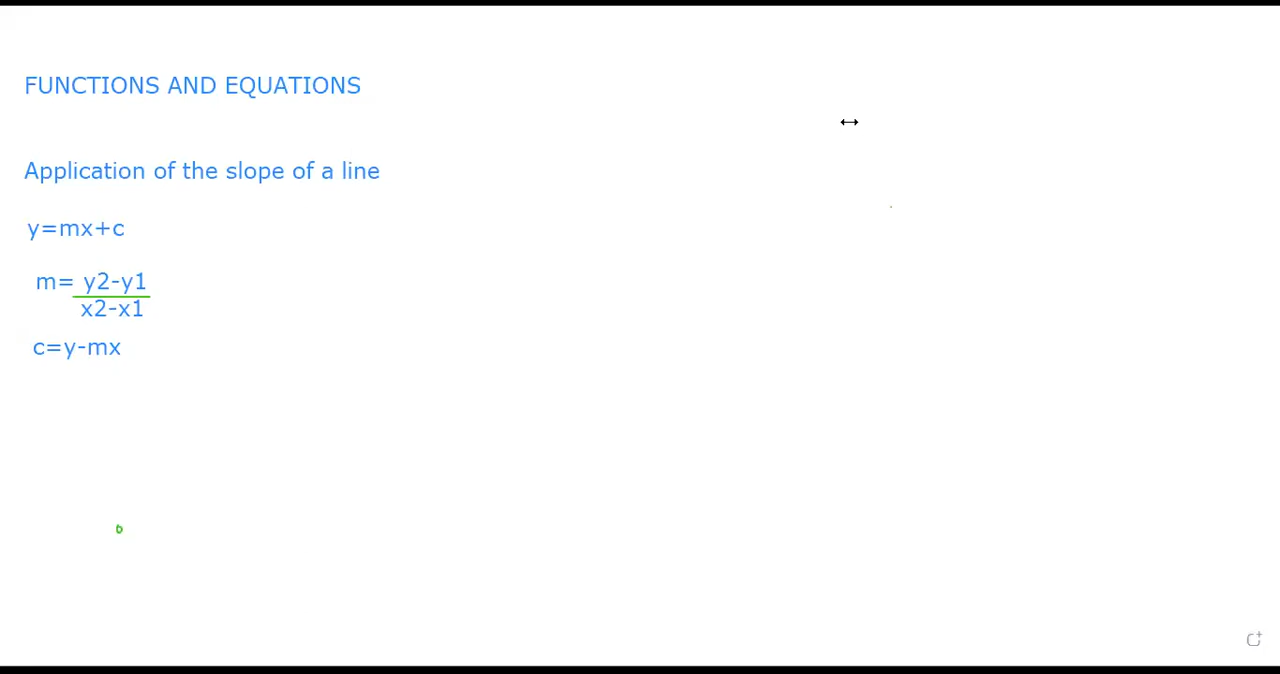 FUNCTIONS AND EQUATIONS
Application of the slope of a line
y=mx+c
m= y2-y1
x2-x1
c=y-mx